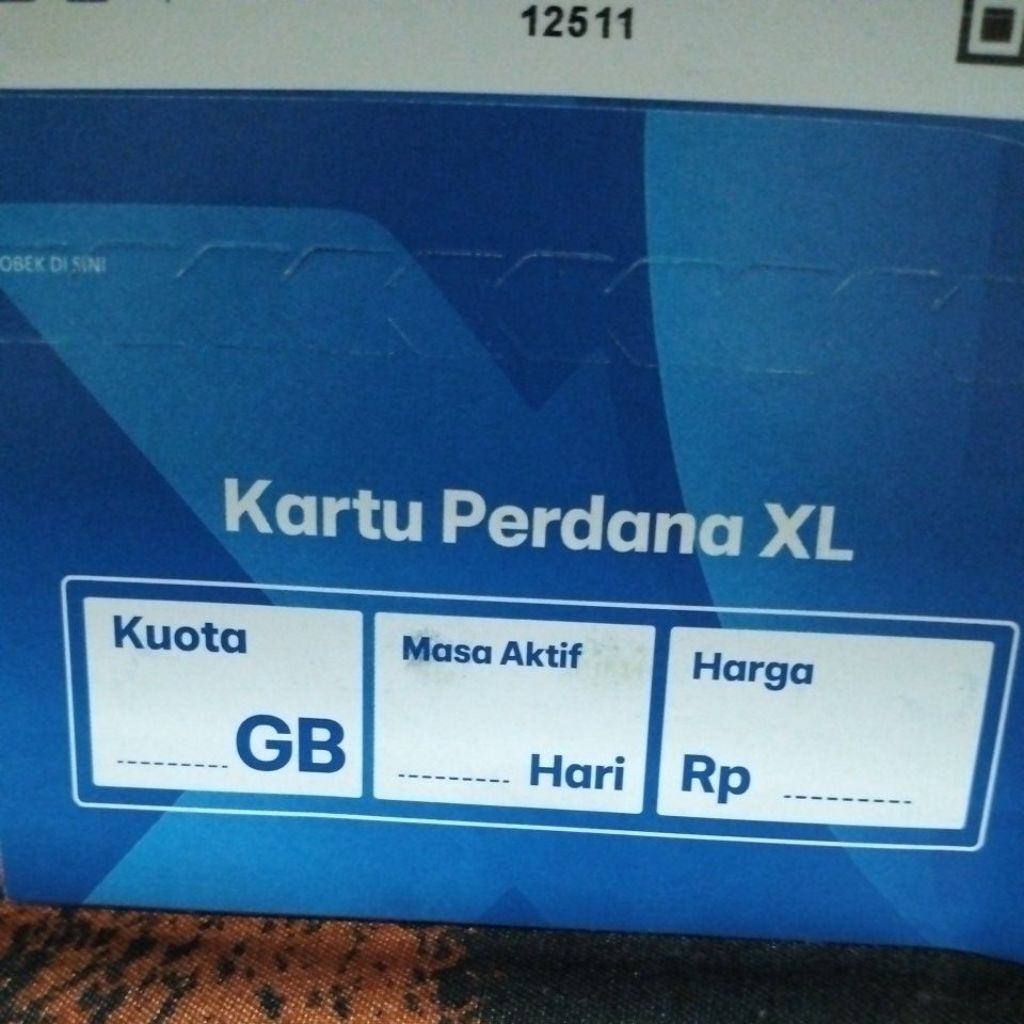 12511
OBEK DI SINI
Kartu Perdana XL
Kuota
Masa Aktif
Harga
GB
Hari
Rp